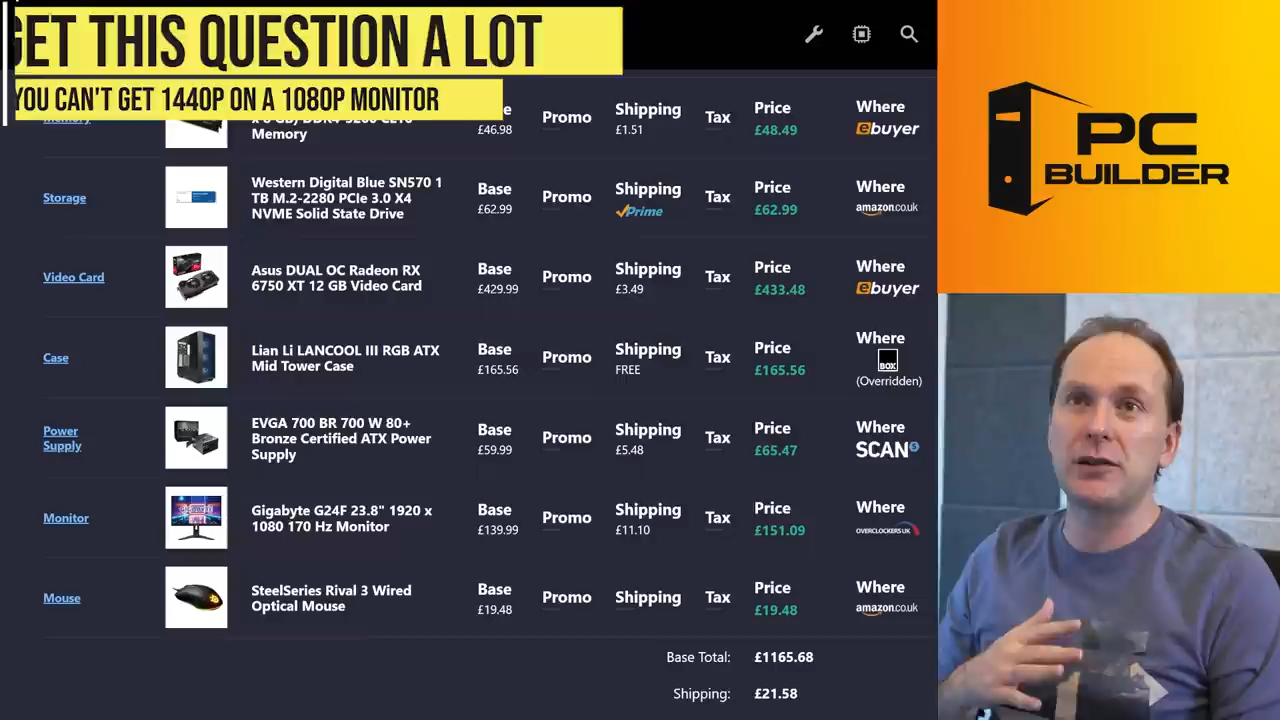 GET THIS QUESTION A LOT
YOU CAN'T GET 1440P ON A 1080P MONITOR
Memory
x 8 GB) DDR4-3200 CL16
Memory
£46.98
Promo
Shipping
£1.51
Tax
Price
£48.49
Where
ebuyer
Storage
Western Digital Blue SN570 1
TB M.2-2280 PCIe 3.0 X4
NVME Solid State Drive
Base
£62.99
Promo
Shipping
Prime
Tax
Price
£62.99
Where
amazon.co.uk
Video Card
Asus DUAL OC Radeon RX
6750 XT 12 GB Video Card
Base
£429.99
Promo
Shipping
£3.49
Tax
Price
£433.48
Where
ebuyer
Case
Lian Li LANCOOL III RGB ATX
Mid Tower Case
Base
£165.56
Promo
Shipping
FREE
Tax
Price
£165.56
Where
BOX
(Overridden)
Power
Supply
EVGA 700 BR 700 W 80+
Bronze Certified ATX Power
Supply
Base
£59.99
Promo
Shipping
£5.48
Tax
Price
£65.47
Where
SCAN
Monitor
Gigabyte G24F 23.8" 1920 x
1080 170 Hz Monitor
Base
£139.99
Promo
Shipping
£11.10
Tax
Price
£151.09
Where
OVERCLOCKERS UK
Mouse
SteelSeries Rival 3 Wired
Optical Mouse
Base
£19.48
Promo
Shipping
Tax
Price
£19.48
Where
amazon.co.uk
Base Total:
£1165.68
Shipping:
£21.58
PC
BUILDER